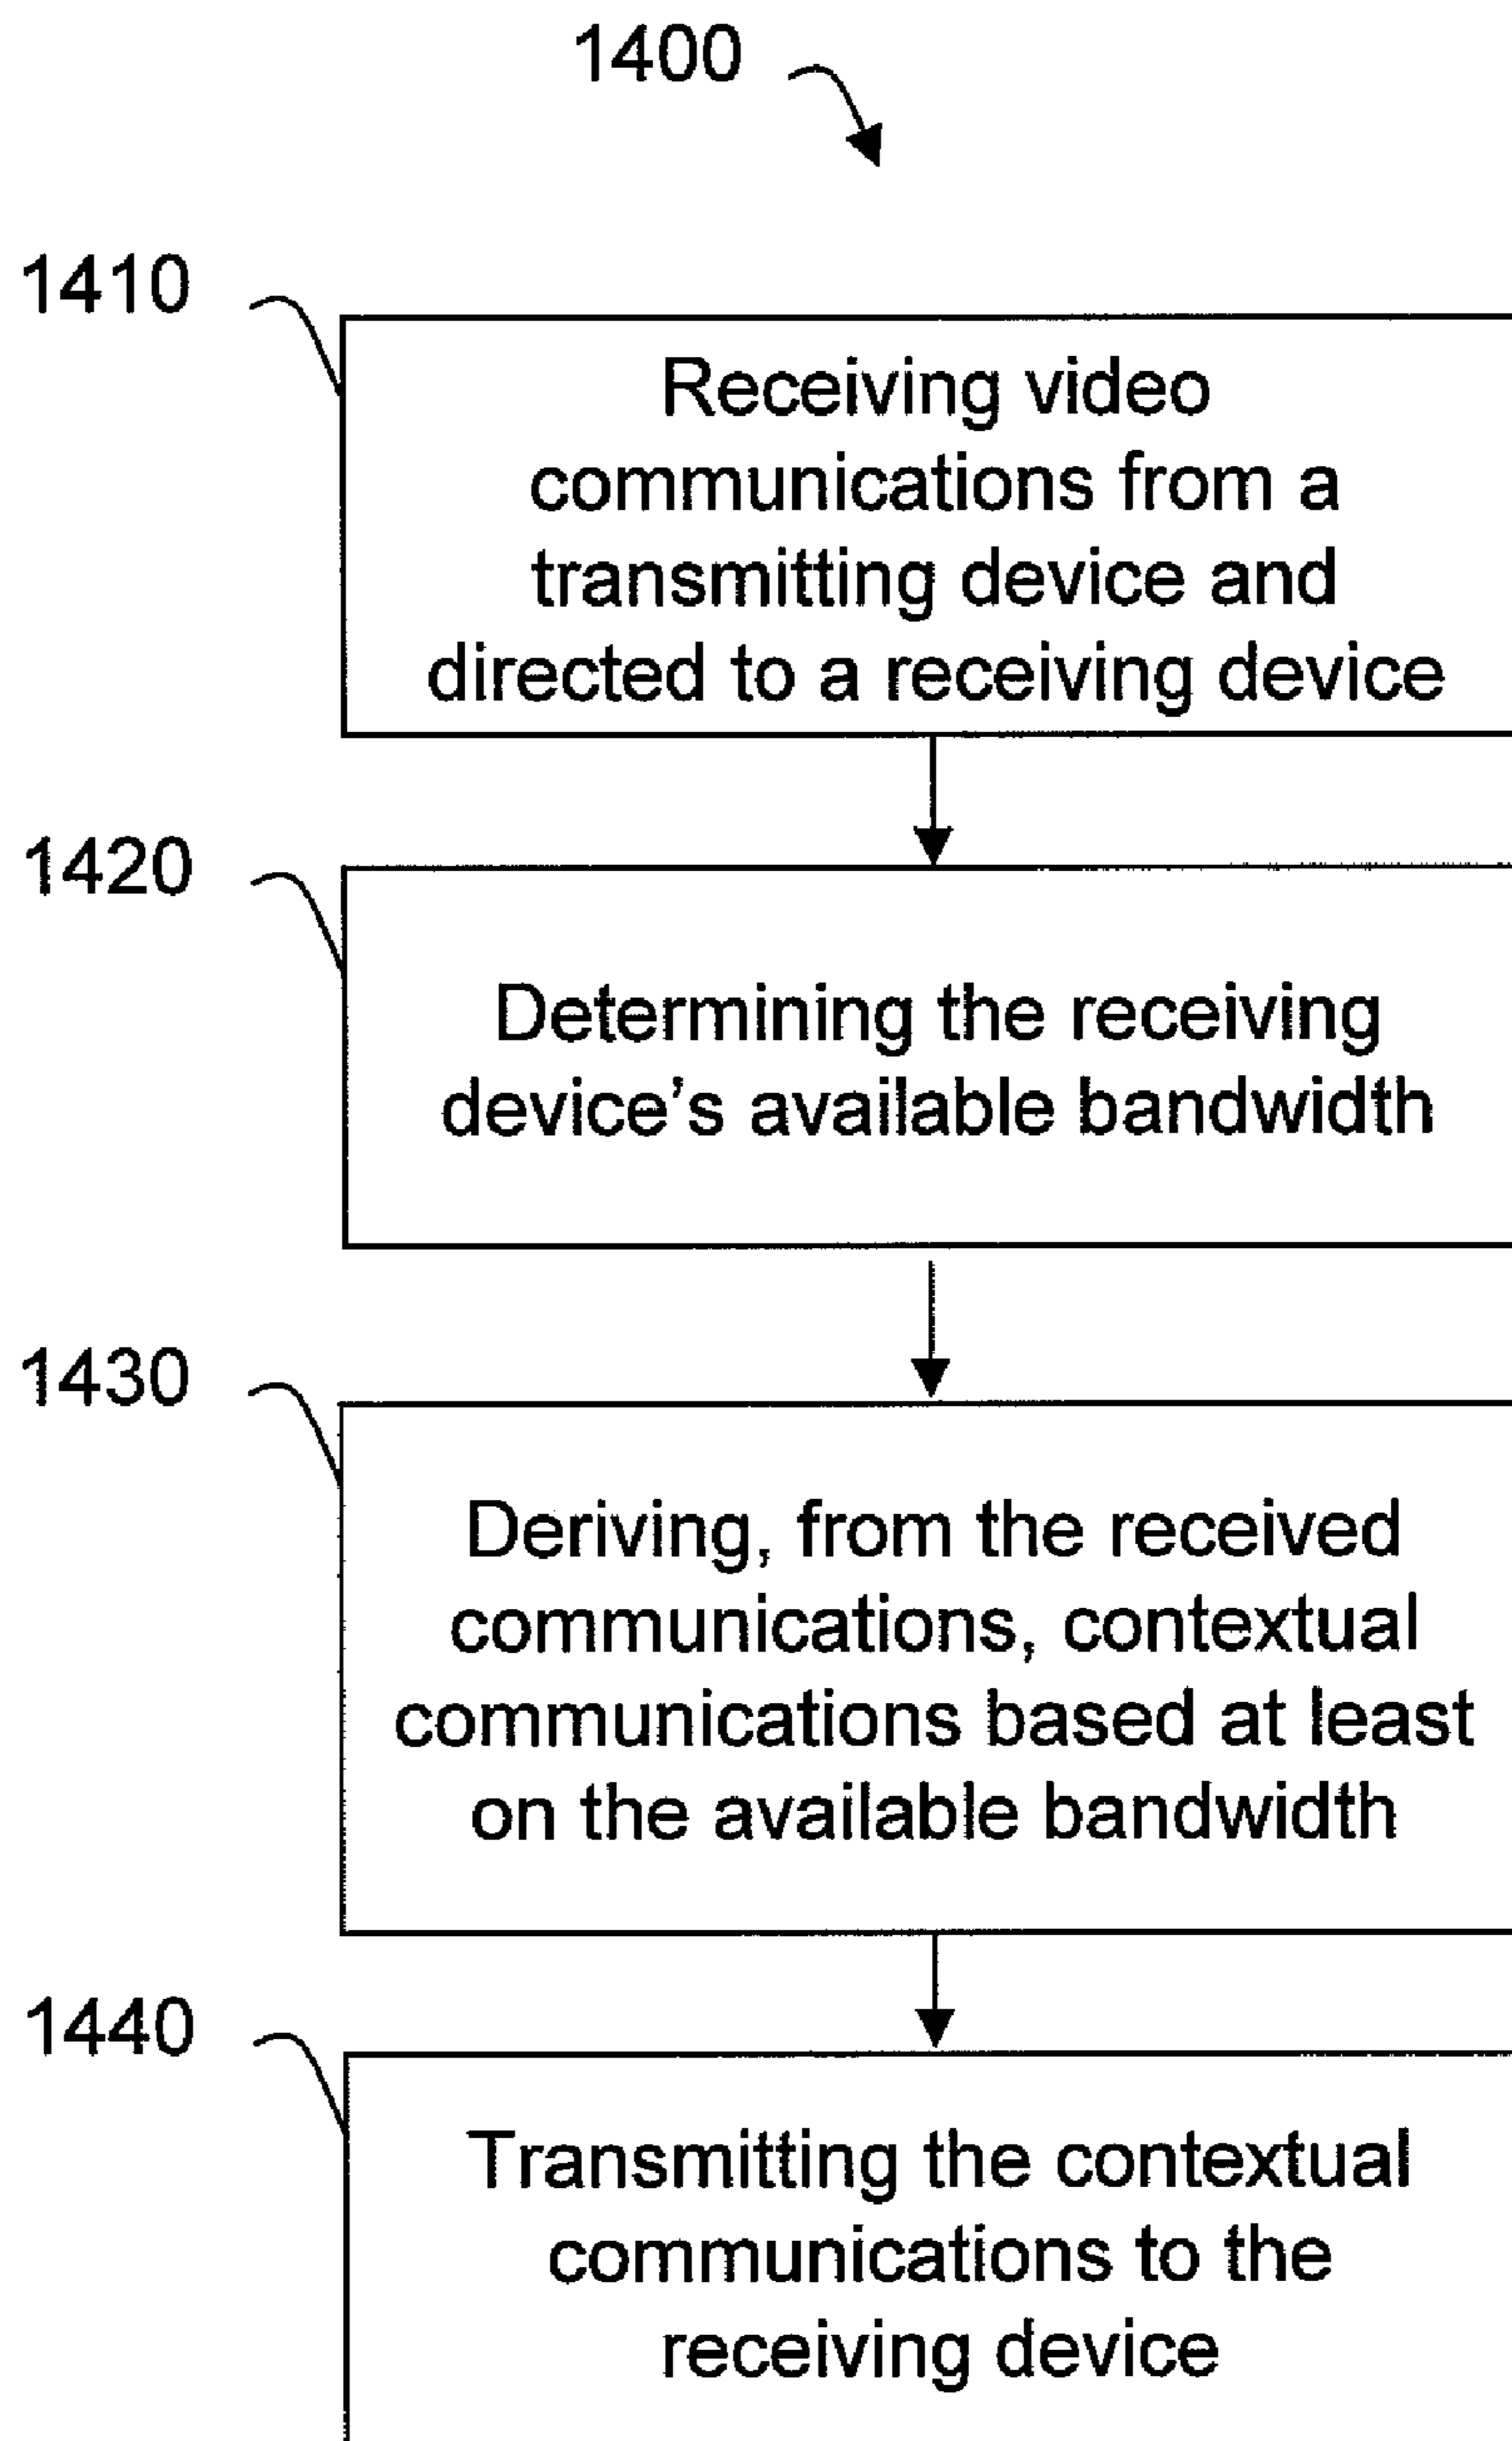 1400
1410
Receiving video
communications from a
transmitting device and
directed to a receiving device
1420
Determining the receiving
device's available bandwidth
1430
Deriving, from the received
communications, contextual
communications based at least
on the available bandwidth
1440
Transmitting the contextual
communications to the
receiving device